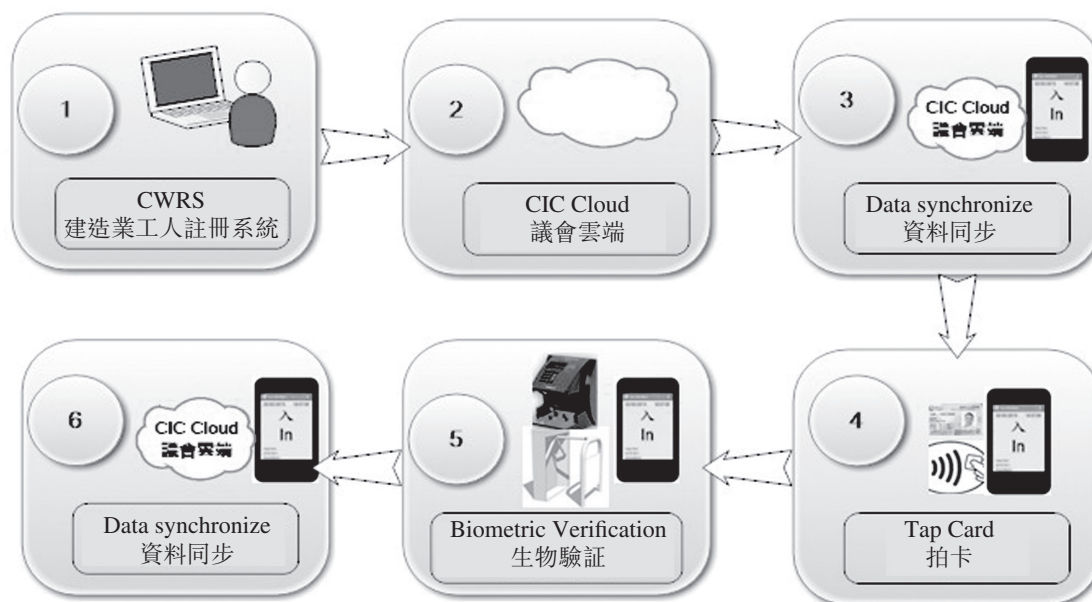 1
CWRS
建造業工人註冊系統
2
CIC Cloud
議會雲端
3
CIC Cloud
議會雲端
入
In
Data synchronize
資料同步
4
入
In
Tap Card
拍卡
5
入
In
Biometric Verification
生物驗証
6
CIC Cloud
議會雲端
入
In
Data synchronize
資料同步